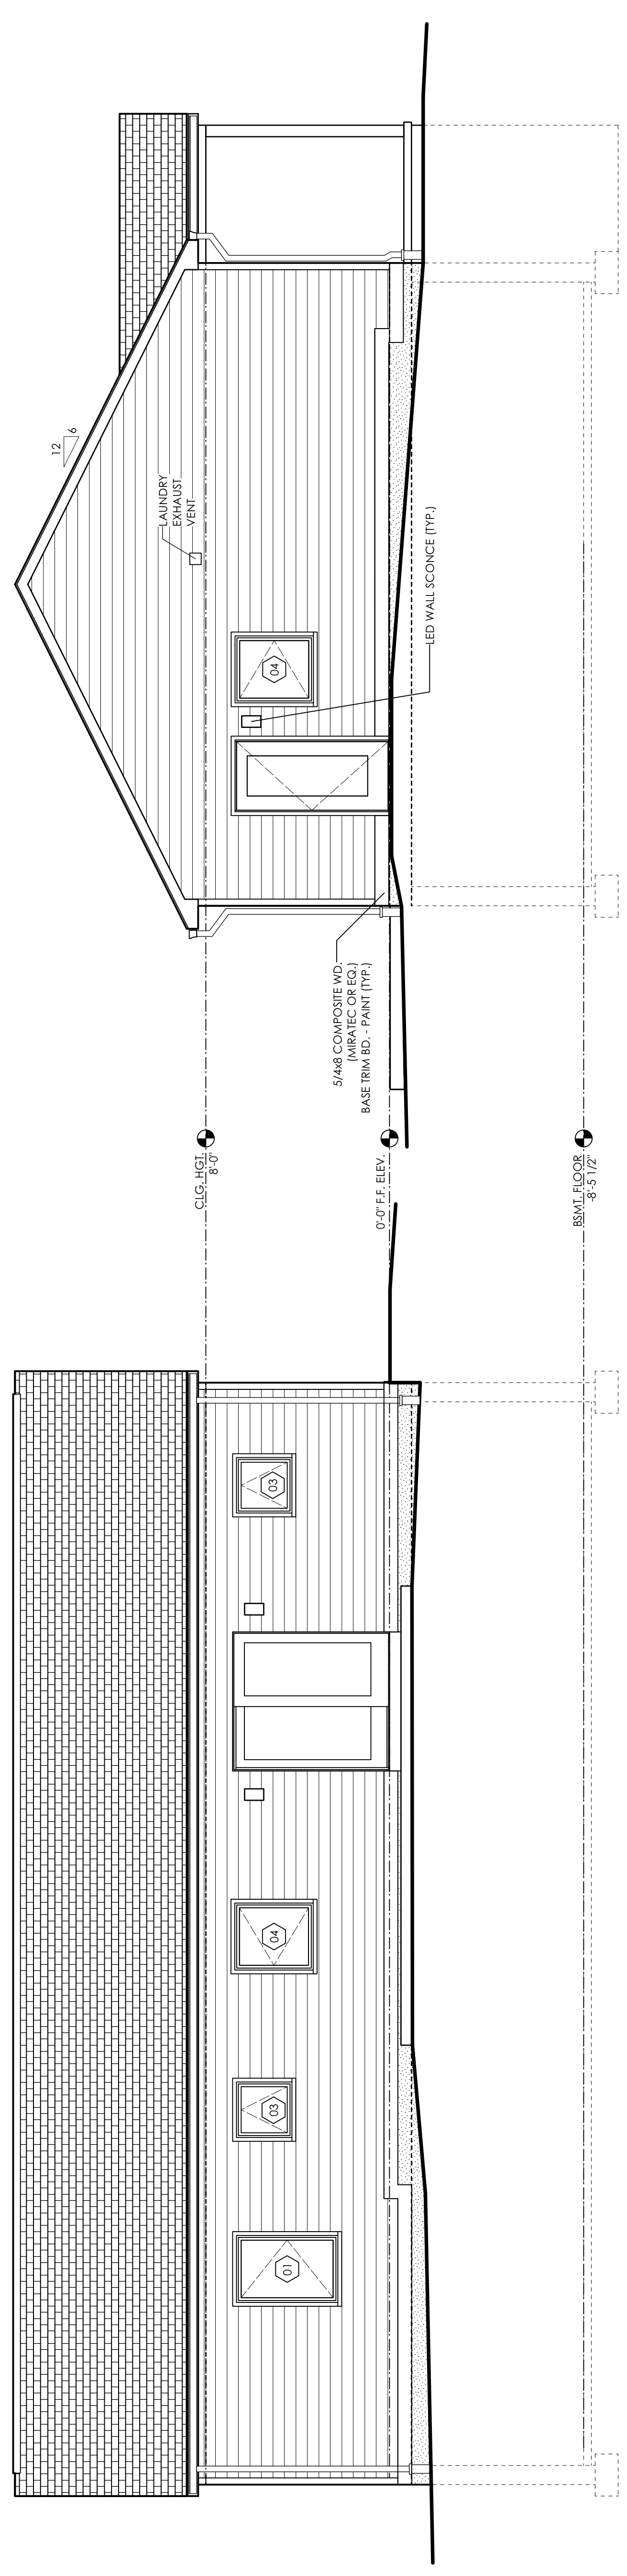 03
04
03
01
CLG. HGT.
8'-0"
0'-0" F.F. ELEV.
BSMT. FLOOR
-8'-5 1/2"
12
6
LAUNDRY
EXHAUST
VENT
04
LED WALL SCONCE (TYP.)
5/4x8 COMPOSITE WD.
(MIRATEC OR EQ.)
BASE TRIM BD. - PAINT (TYP.)